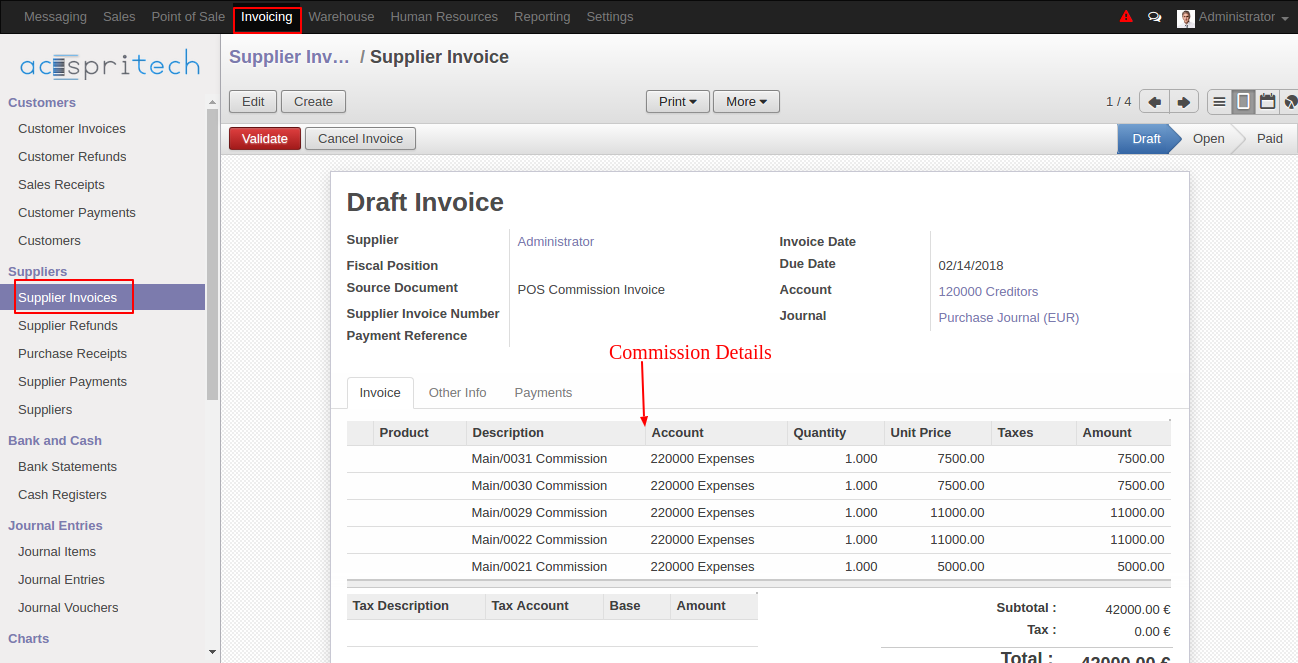 Messaging Sales Point of Sale Invoicing Warehouse Human Resources Reporting Settings Administrator
acespritech
Supplier Inv… / Supplier Invoice
Edit Create Print More 1 / 4
Validate Cancel Invoice Draft Open Paid
Customers
Customer Invoices
Customer Refunds
Sales Receipts
Customer Payments
Customers
Suppliers
Supplier Invoices
Supplier Refunds
Purchase Receipts
Supplier Payments
Suppliers
Bank and Cash
Bank Statements
Cash Registers
Journal Entries
Journal Items
Journal Entries
Journal Vouchers
Charts
Draft Invoice
Supplier Administrator
Fiscal Position
Source Document POS Commission Invoice
Supplier Invoice Number
Payment Reference
Invoice Date
Due Date 02/14/2018
Account 120000 Creditors
Journal Purchase Journal (EUR)
Commission Details
Invoice Other Info Payments
Product Description Account Quantity Unit Price Taxes Amount
Main/0031 Commission 220000 Expenses 1.000 7500.00 7500.00
Main/0030 Commission 220000 Expenses 1.000 7500.00 7500.00
Main/0029 Commission 220000 Expenses 1.000 11000.00 11000.00
Main/0022 Commission 220000 Expenses 1.000 11000.00 11000.00
Main/0021 Commission 220000 Expenses 1.000 5000.00 5000.00
Tax Description Tax Account Base Amount
Subtotal : 42000.00 €
Tax : 0.00 €
Total : 42000.00 €